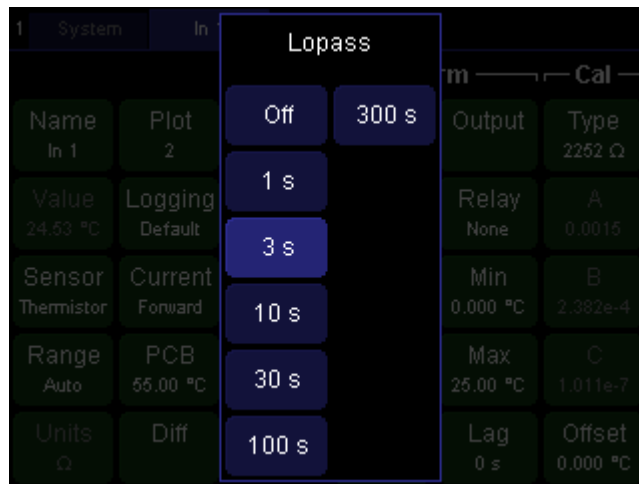 1 System In 1
Lopass
rm Cal
Off
300 s
1 s
3 s
10 s
30 s
100 s
Name
In 1
Plot
2
Output
Type
2252 Ω
Value
24.53 °C
Logging
Default
Relay
None
A
0.0015
Sensor
Thermistor
Current
Forward
Min
0.000 °C
B
2.382e-4
Range
Auto
PCB
55.00 °C
Max
25.00 °C
C
1.011e-7
Units
Ω
Diff
Lag
0 s
Offset
0.000 °C